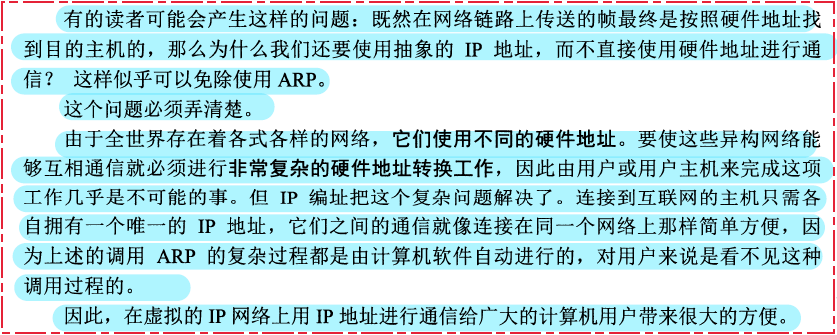 有的读者可能会产生这样的问题：既然在网络链路上传送的帧最终是按照硬件地址找
到目的主机的，那么为什么我们还要使用抽象的 IP 地址，而不直接使用硬件地址进行通
信？ 这样似乎可以免除使用 ARP。
这个问题必须弄清楚。
由于全世界存在着各式各样的网络，它们使用不同的硬件地址。要使这些异构网络能
够互相通信就必须进行非常复杂的硬件地址转换工作，因此由用户或用户主机来完成这项
工作几乎是不可能的事。但 IP 编址把这个复杂问题解决了。连接到互联网的主机只需各
自拥有一个唯一的 IP 地址，它们之间的通信就像连接在同一个网络上那样简单方便，因
为上述的调用 ARP 的复杂过程都是由计算机软件自动进行的，对用户来说是看不见这种
调用过程的。
因此，在虚拟的 IP 网络上用 IP 地址进行通信给广大的计算机用户带来很大的方便。